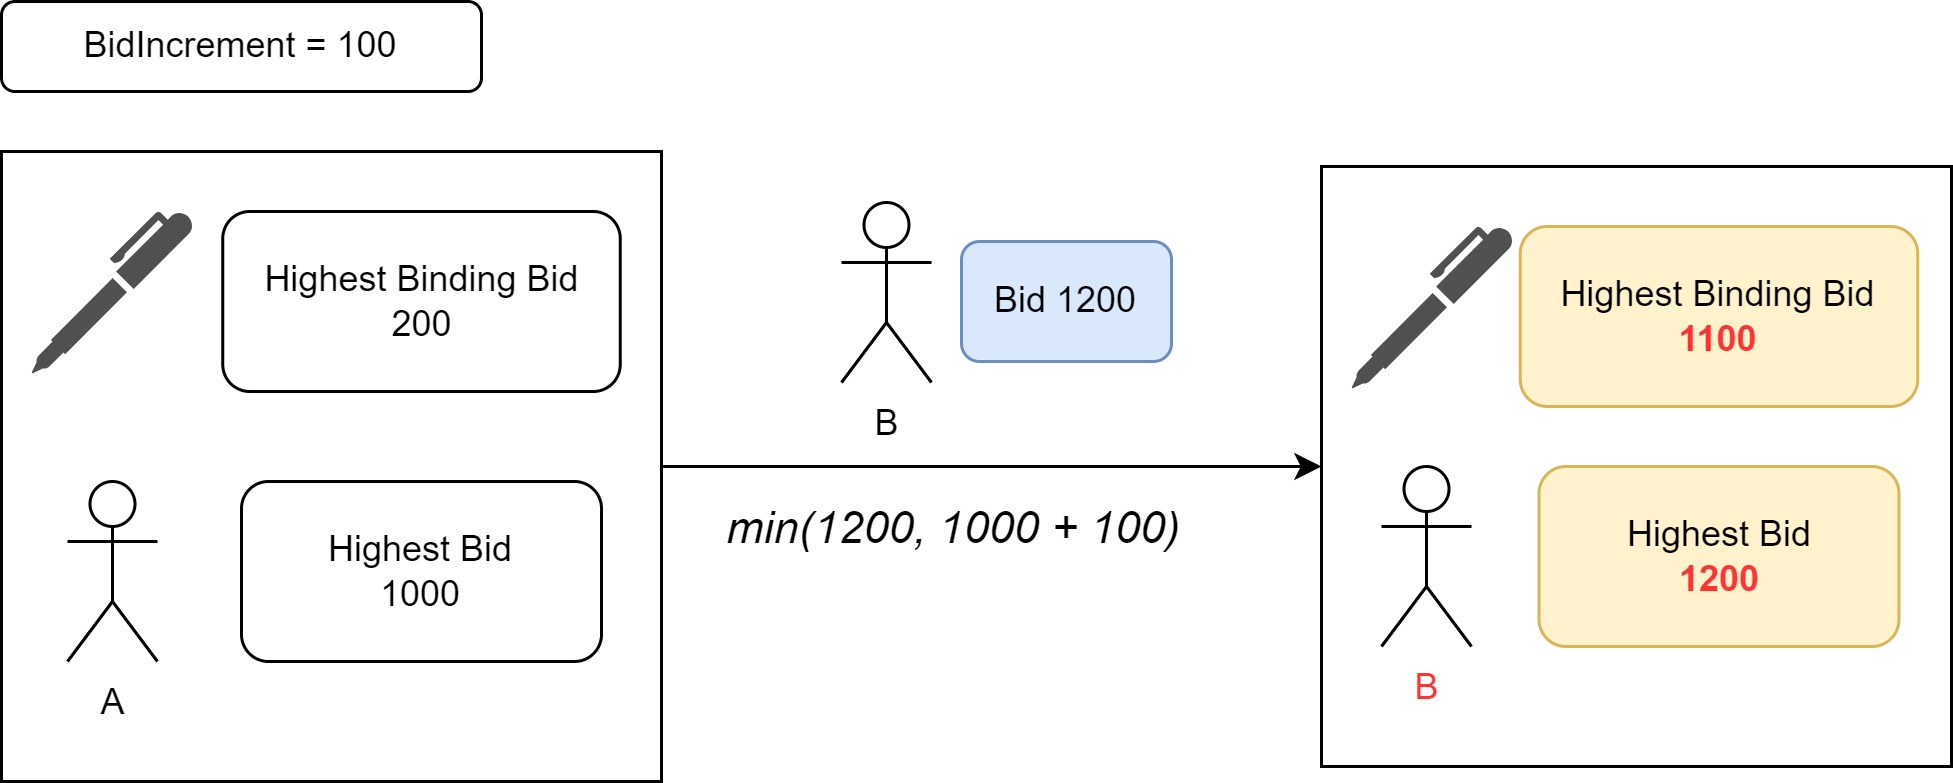 BidIncrement = 100
Highest Binding Bid
200
Highest Bid
1000
A
Bid 1200
B
min(1200, 1000 + 100)
Highest Binding Bid
1100
Highest Bid
1200
B